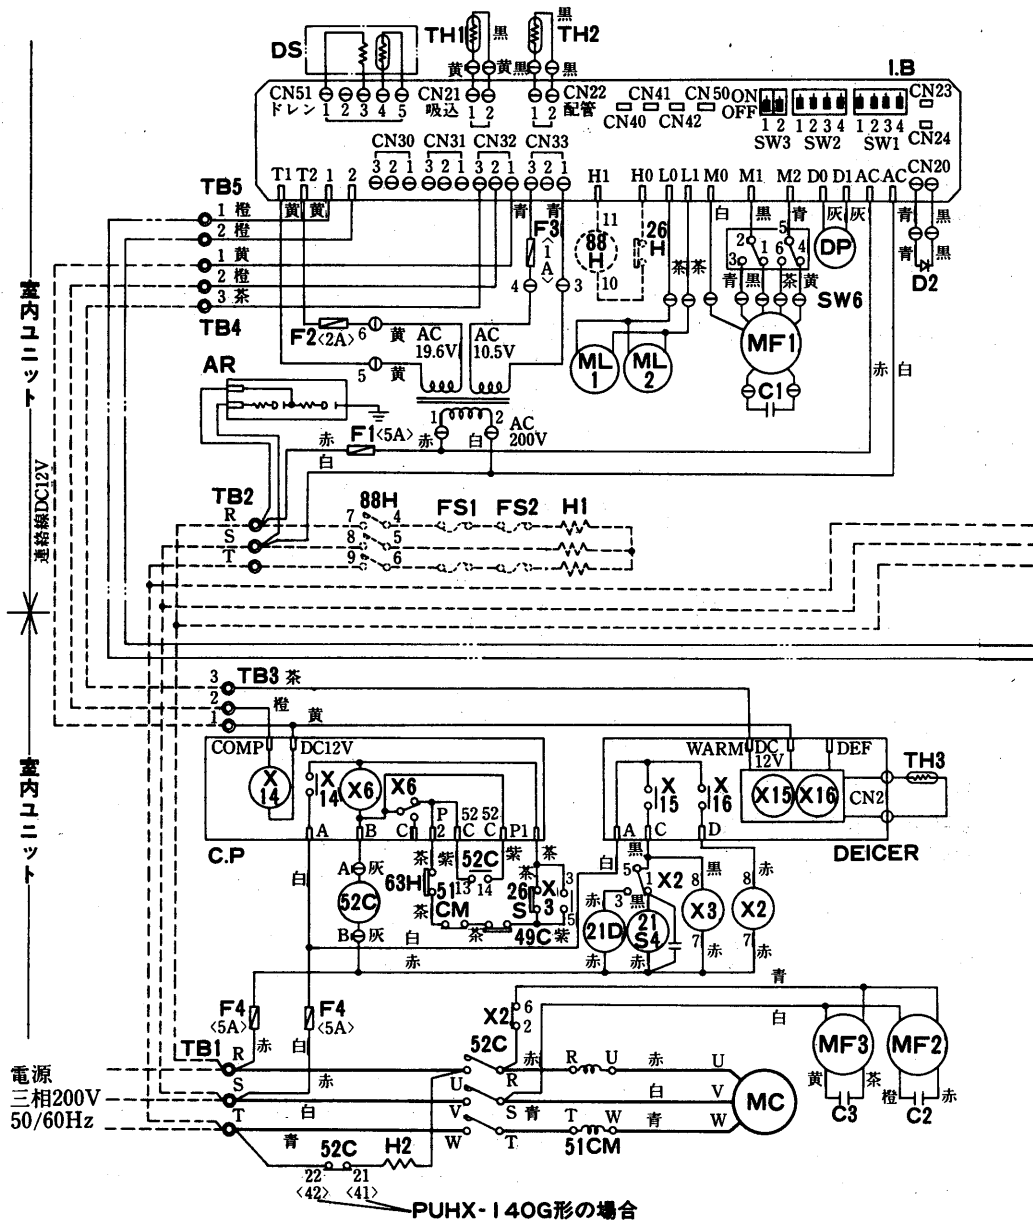 DS
TH1 黒
黒 TH2
黄 黄 黒 黒
I.B
CN51 CN21 CN22 CN41 CN50 ON CN23
ドレン 1 2 3 4 5 吸込 1 2 1 2 配管 CN40 CN42 OFF CN24
1 2 1 2 3 4 1 2 3 4
SW3 SW2 SW1
CN30 CN31 CN32 CN33 CN20
3 2 1 3 2 1 3 2 1 3 2 1
T1 T2 1 2 H1 H0 L0 L1 M0 M1 M2 D0 D1 AC AC
TB5
1 橙 黄 黄 青 青 白 黒 青 灰 灰 青 黒
2 橙
F3
<1A>
11
88H
10
26H
茶 茶
2 1 5
3 6 4
青 黒 茶 黄
SW6
DP
青 黒
D2
1 黄
2 橙
3 茶
TB4
4 3
F2<2A> 6 黄
AC 19.6V
AC 10.5V
5 黄
ML1
ML2
MF1
C1
赤 白
AR
1 2
AC 200V
赤 F1<5A> 赤 白
白
室内ユニット
連絡線DC12V
TB2
R
S
T
88H FS1 FS2 H1
7 4
8 5
9 6
3 TB3 茶
2 橙
1 黄
室内ユニット
COMP DC12V
X14
X14
X6
X6
P
52 52
A B C 2 C C P1
C.P
WARM DC 12V DEF
X15 X16
X15 X16
CN2
TH3
A C D
DEICER
白
A 灰
52C
B 灰
茶 紫 紫 茶
63H
茶
52C
13 14
51CM
茶
26S
茶
X3
3
5
49C 紫
白
赤
白
黒
5 1 X2
赤 3 黒
21D
21S4
赤 赤
黒
8
X3
7 赤
赤
8
X2
7 赤
青
白
F4 <5A>
赤
F4 <5A>
白
X2
6
2
MF3
黄 茶
C3
MF2
橙 赤
C2
TB1
電源
三相200V
50/60Hz
R
S 赤
T 白
青
52C
U R
V S
W T
赤 R U 赤 U
白 V
青 T W 青 W
51CM
MC
52C H2
22 21
<42> <41>
PUHX-140G形の場合